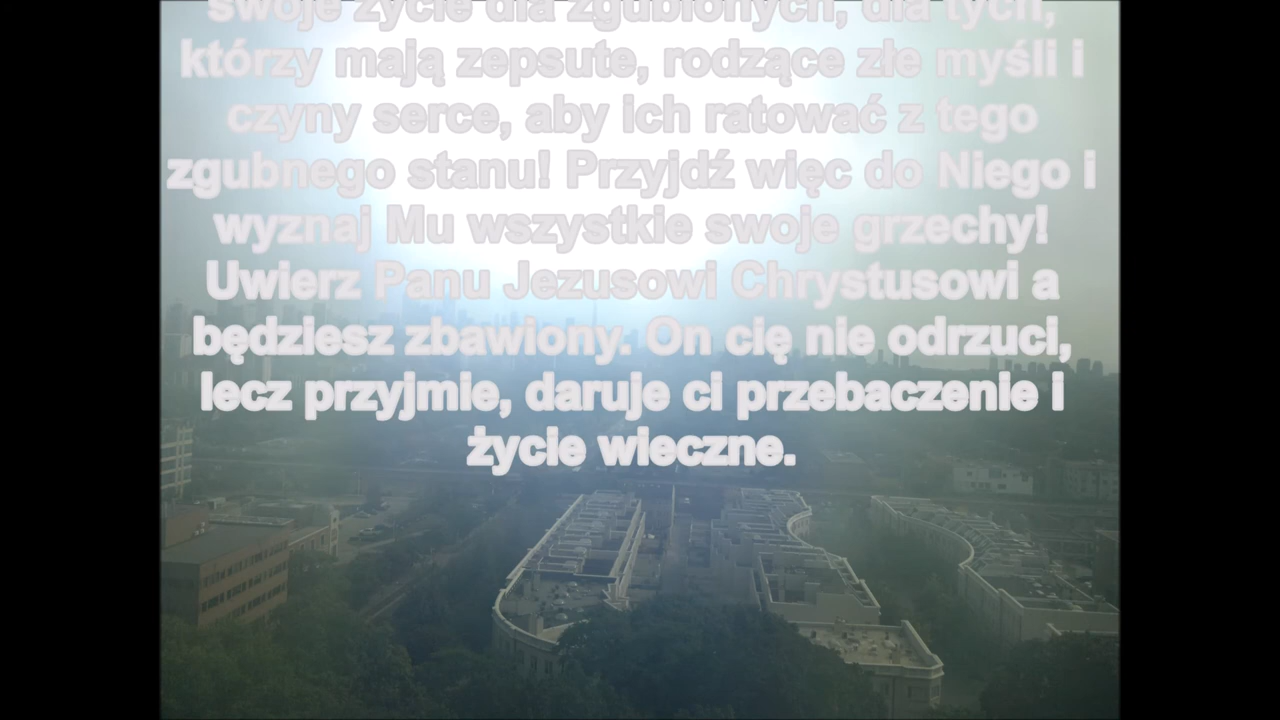 swoje życie dla zgubionych, dla tych,
którzy mają zepsute, rodzące złe myśli i
czyny serce, aby ich ratować z tego
zgubnego stanu! Przyjdź więc do Niego i
wyznaj Mu wszystkie swoje grzechy!
Uwierz Panu Jezusowi Chrystusowi a
będziesz zbawiony. On cię nie odrzuci,
lecz przyjmie, daruje ci przebaczenie i
życie wieczne.